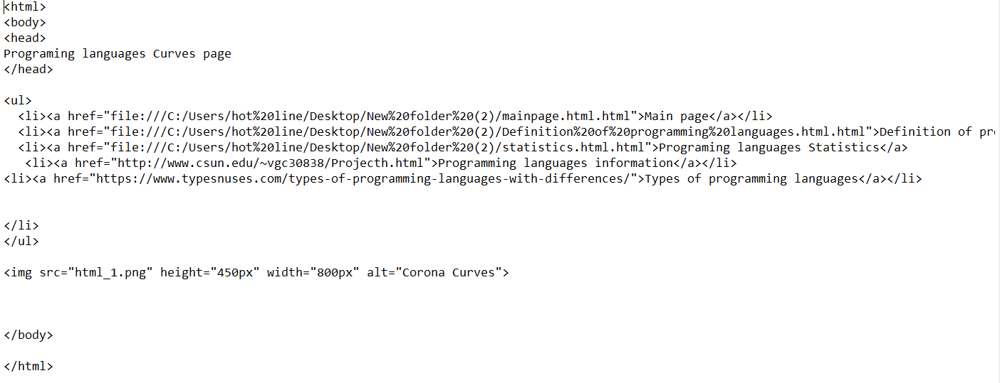 <html>
<body>
<head>
Programing languages Curves page
</head>
<ul>
<li><a href="file:///C:/Users/hot%20line/Desktop/New%20folder%20(2)/mainpage.html.html">Main page</a></li>
<li><a href="file:///C:/Users/hot%20line/Desktop/New%20folder%20(2)/Definition%20of%20programming%20languages.html.html">Definition of
<li><a href="file:///C:/Users/hot%20line/Desktop/New%20folder%20(2)/statistics.html.html">Programing languages Statistics</a>
<li><a href="http://www.csun.edu/~vgc30838/Projecth.html">Programming languages information</a></li>
<li><a href="https://www.typesnuses.com/types-of-programming-languages-with-differences/">Types of programming languages</a></li>
</li>
</ul>
<img src="html_1.png" height="450px" width="800px" alt="Corona Curves">
</body>
</html>